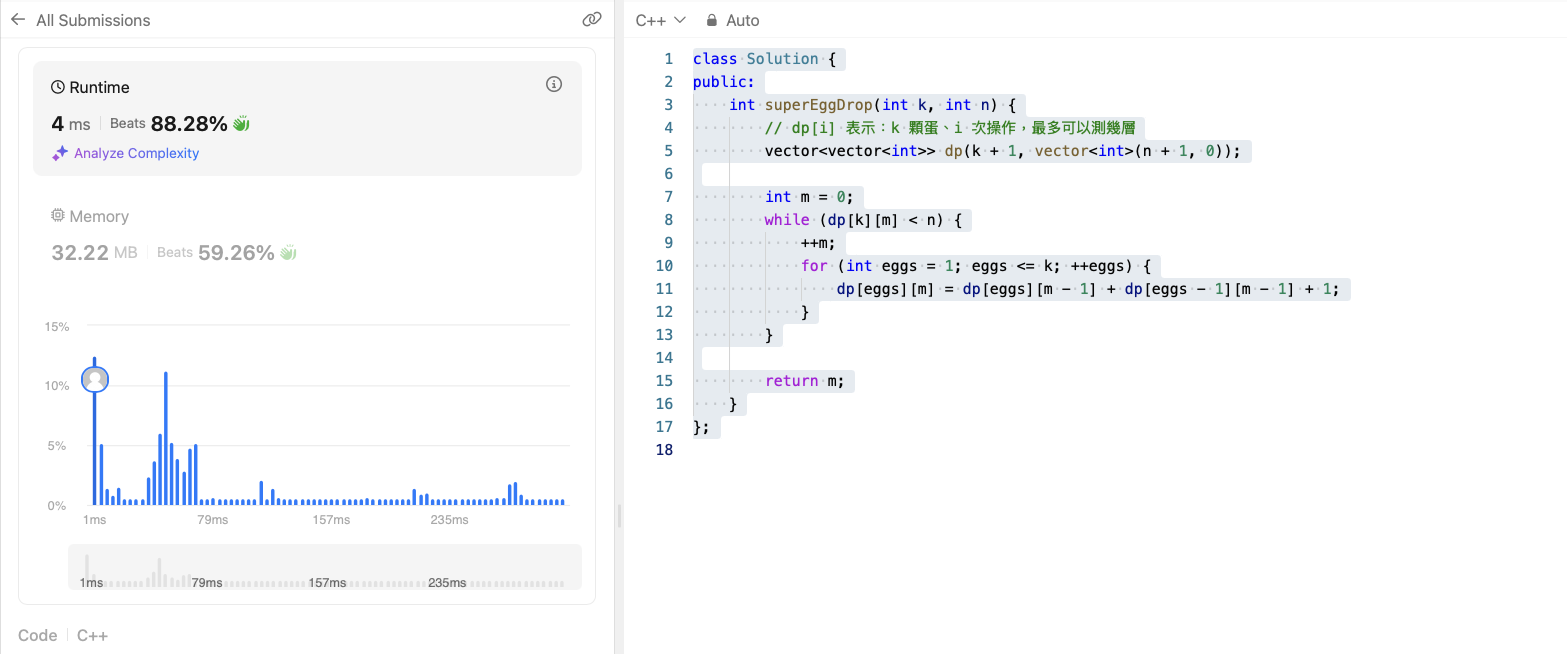 All Submissions
Runtime
4 ms | Beats 88.28%
Analyze Complexity
Memory
32.22 MB | Beats 59.26%
15%
10%
5%
0%
1ms 79ms 157ms 235ms
1ms 79ms 157ms 235ms
Code | C++
C++ Auto
1 class Solution {
2 public:
3     int superEggDrop(int k, int n) {
4         // dp[i] 表示：k 顆蛋、i 次操作，最多可以測幾層
5         vector<vector<int>> dp(k + 1, vector<int>(n + 1, 0));
6
7         int m = 0;
8         while (dp[k][m] < n) {
9             ++m;
10             for (int eggs = 1; eggs <= k; ++eggs) {
11                 dp[eggs][m] = dp[eggs][m - 1] + dp[eggs - 1][m - 1] + 1;
12             }
13         }
14
15         return m;
16     }
17 };
18